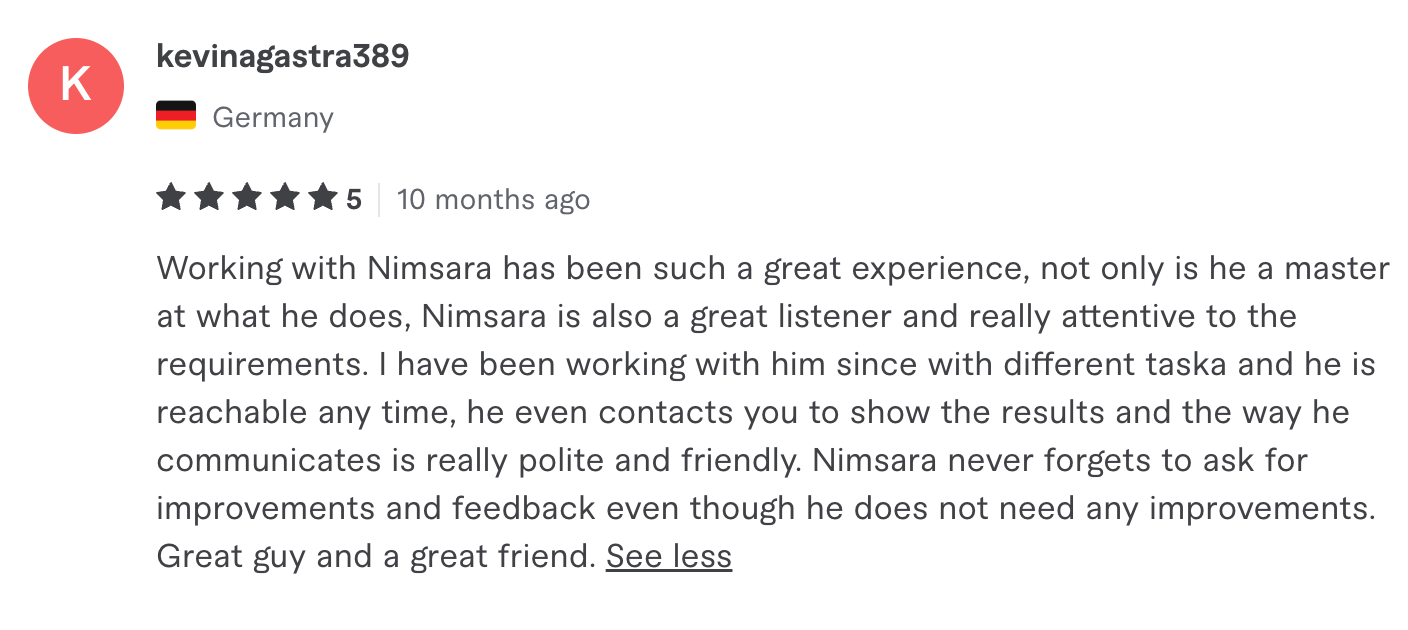 K
kevinagastra389
Germany
5 10 months ago
Working with Nimsara has been such a great experience, not only is he a master
at what he does, Nimsara is also a great listener and really attentive to the
requirements. I have been working with him since with different taska and he is
reachable any time, he even contacts you to show the results and the way he
communicates is really polite and friendly. Nimsara never forgets to ask for
improvements and feedback even though he does not need any improvements.
Great guy and a great friend. See less